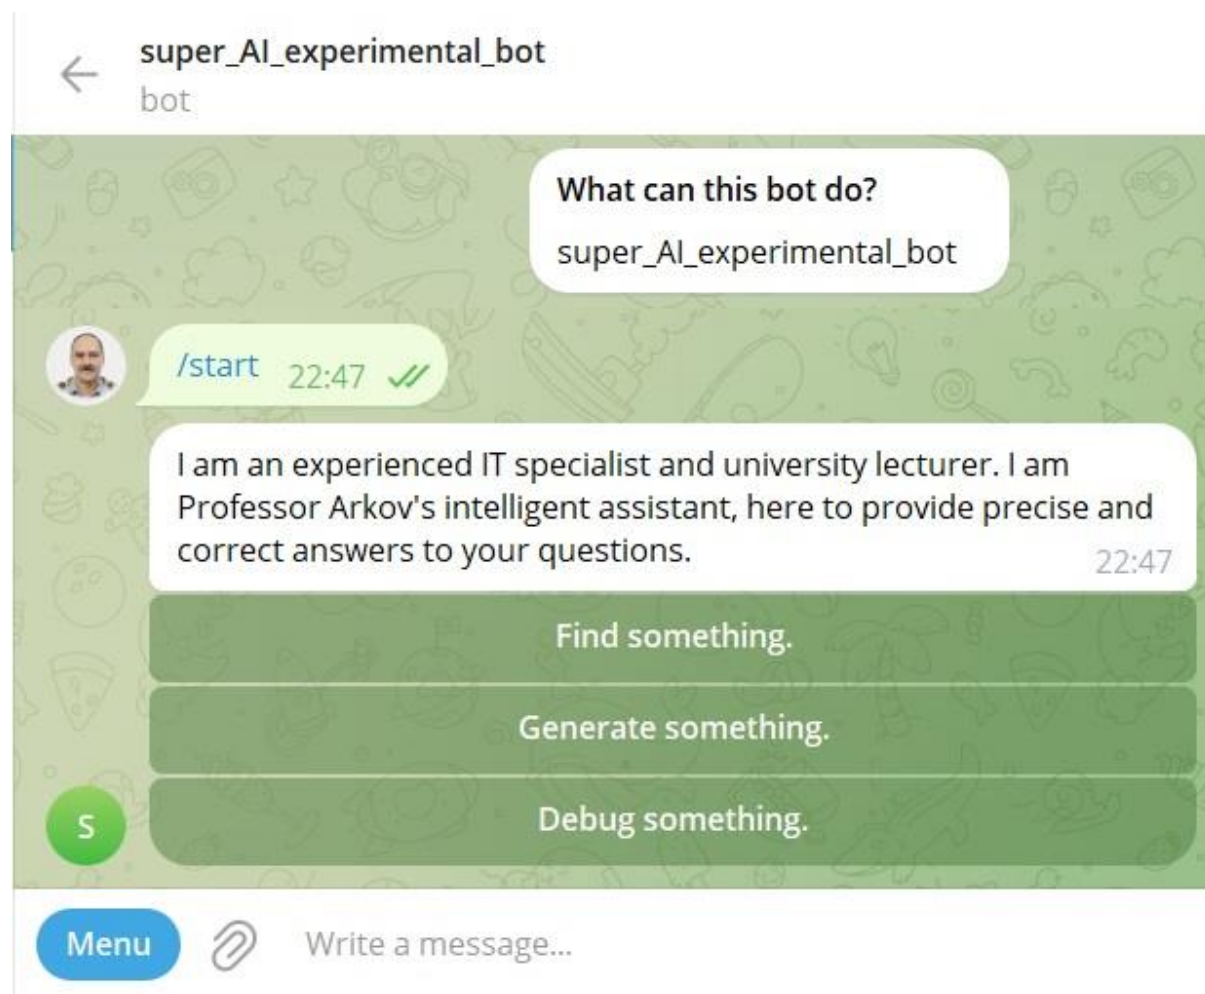 super_AI_experimental_bot
bot
What can this bot do?
super_AI_experimental_bot
/start 22:47
I am an experienced IT specialist and university lecturer. I am
Professor Arkov's intelligent assistant, here to provide precise and
correct answers to your questions.
22:47
Find something.
Generate something.
S
Debug something.
Menu
Write a message...